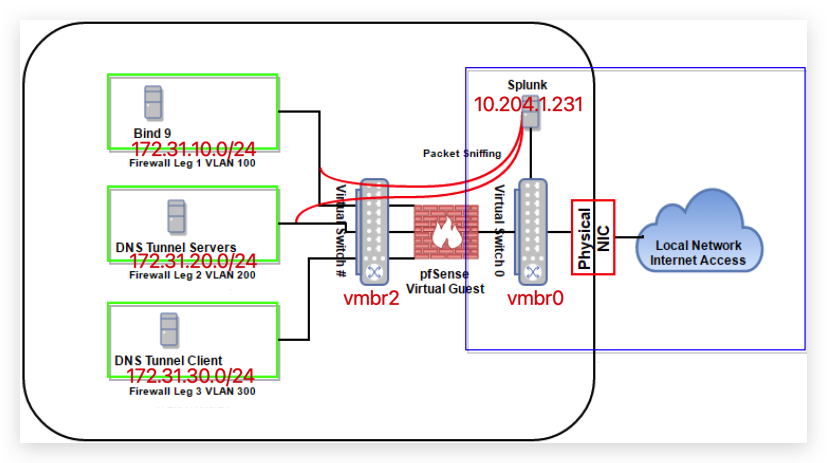 Bind 9
172.31.10.0/24
Firewall Leg 1 VLAN 100
DNS Tunnel Servers
172.31.20.0/24
Firewall Leg 2 VLAN 200
DNS Tunnel Client
172.31.30.0/24
Firewall Leg 3 VLAN 300
Virtual Switch #
vmbr2
Packet Sniffing
pfSense
Virtual Guest
Splunk
10.204.1.231
Virtual Switch 0
vmbr0
Physical
NIC
Local Network
Internet Access